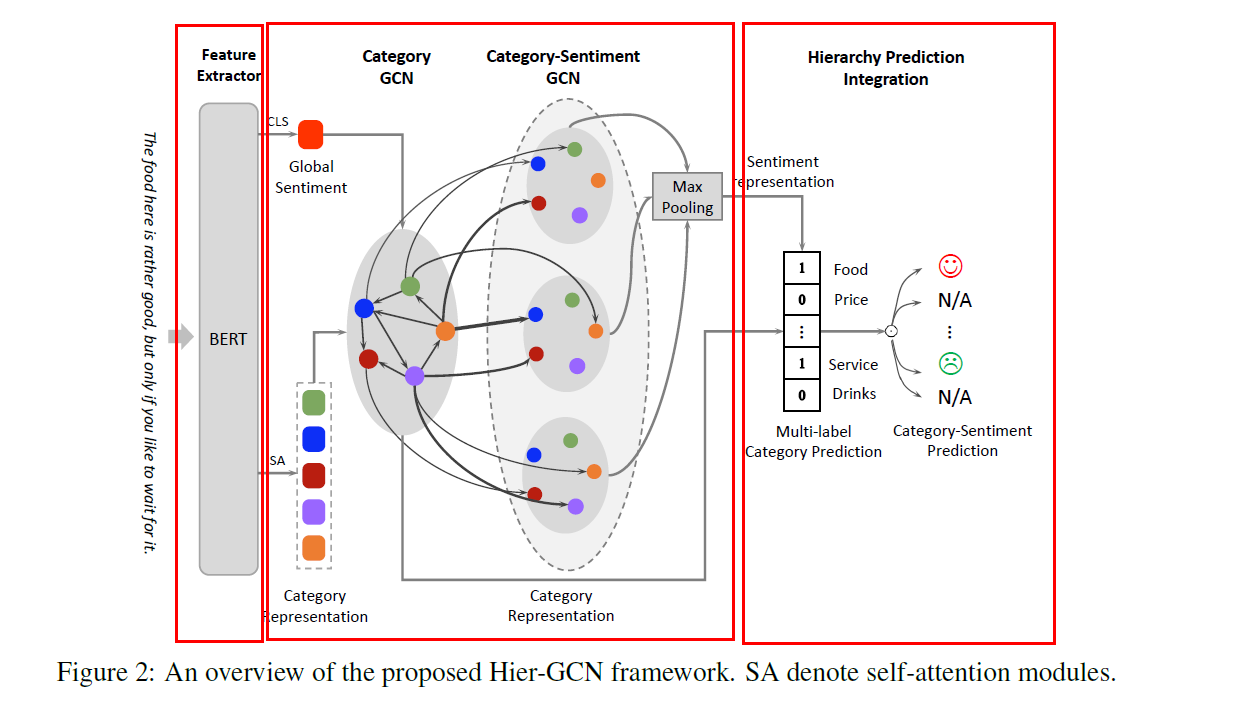 Feature
Extractor
Category
GCN
Category-Sentiment
GCN
Hierarchy Prediction
Integration
The food here is rather good, but only if you like to wait for it.
BERT
CLS
Global
Sentiment
SA
Category
Representation
Max
Pooling
Category
Representation
Sentiment
representation
1 Food
0 Price
⋮
1 Service
0 Drinks
Multi-label
Category Prediction
N/A
⋮
N/A
Category-Sentiment
Prediction
Figure 2: An overview of the proposed Hier-GCN framework. SA denote self-attention modules.